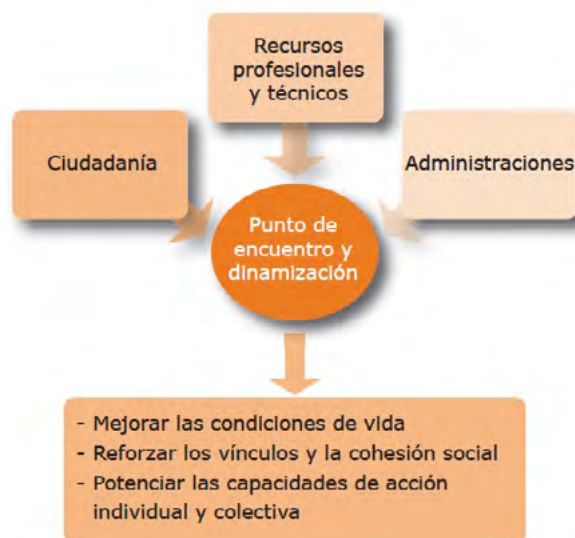 Recursos
profesionales
y técnicos
Ciudadanía
Administraciones
Punto de
encuentro y
dinamización
- Mejorar las condiciones de vida
- Reforzar los vínculos y la cohesión social
- Potenciar las capacidades de acción
individual y colectiva